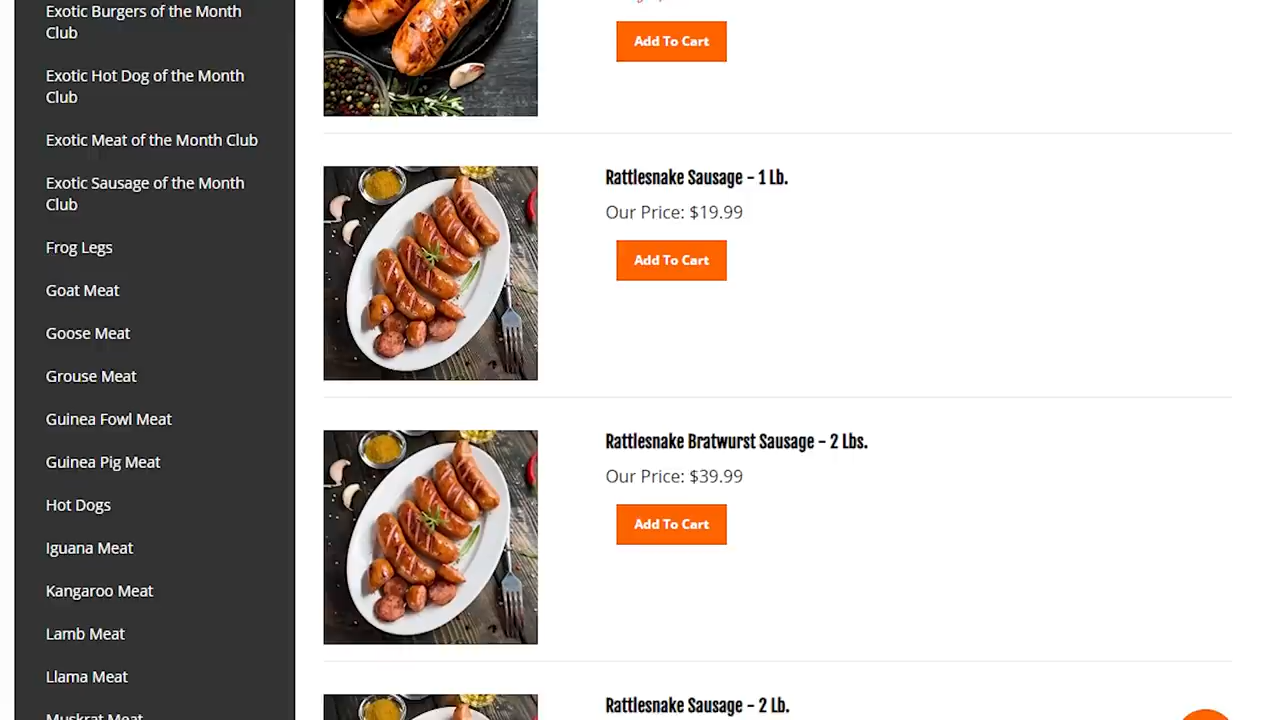 Exotic Burgers of the Month
Club
Exotic Hot Dog of the Month
Club
Exotic Meat of the Month Club
Exotic Sausage of the Month
Club
Frog Legs
Goat Meat
Goose Meat
Grouse Meat
Guinea Fowl Meat
Guinea Pig Meat
Hot Dogs
Iguana Meat
Kangaroo Meat
Lamb Meat
Llama Meat
Muskrat Meat
Add To Cart
Rattlesnake Sausage - 1 Lb.
Our Price: $19.99
Add To Cart
Rattlesnake Bratwurst Sausage - 2 Lbs.
Our Price: $39.99
Add To Cart
Rattlesnake Sausage - 2 Lb.